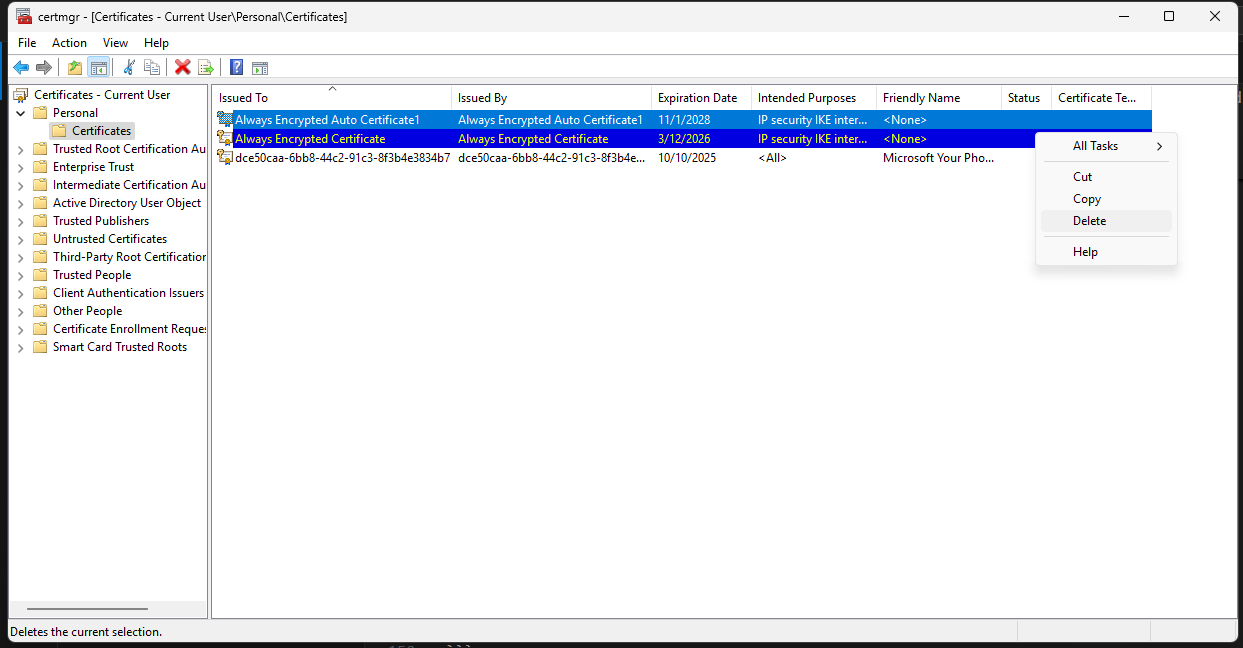 certmgr - [Certificates - Current User\Personal\Certificates]
File Action View Help
Certificates - Current User
Personal
Certificates
Trusted Root Certification Au
Enterprise Trust
Intermediate Certification Au
Active Directory User Object
Trusted Publishers
Untrusted Certificates
Third-Party Root Certification
Trusted People
Client Authentication Issuers
Other People
Certificate Enrollment Reques
Smart Card Trusted Roots
Issued To Issued By Expiration Date Intended Purposes Friendly Name Status Certificate Te...
Always Encrypted Auto Certificate1 Always Encrypted Auto Certificate1 11/1/2028 IP security IKE inter... <None>
Always Encrypted Certificate Always Encrypted Certificate 3/12/2026 IP security IKE inter... <None>
dce50caa-6bb8-44c2-91c3-8f3b4e3834b7 dce50caa-6bb8-44c2-91c3-8f3b4e... 10/10/2025 <All> Microsoft Your Pho...
All Tasks
Cut
Copy
Delete
Help
Deletes the current selection.